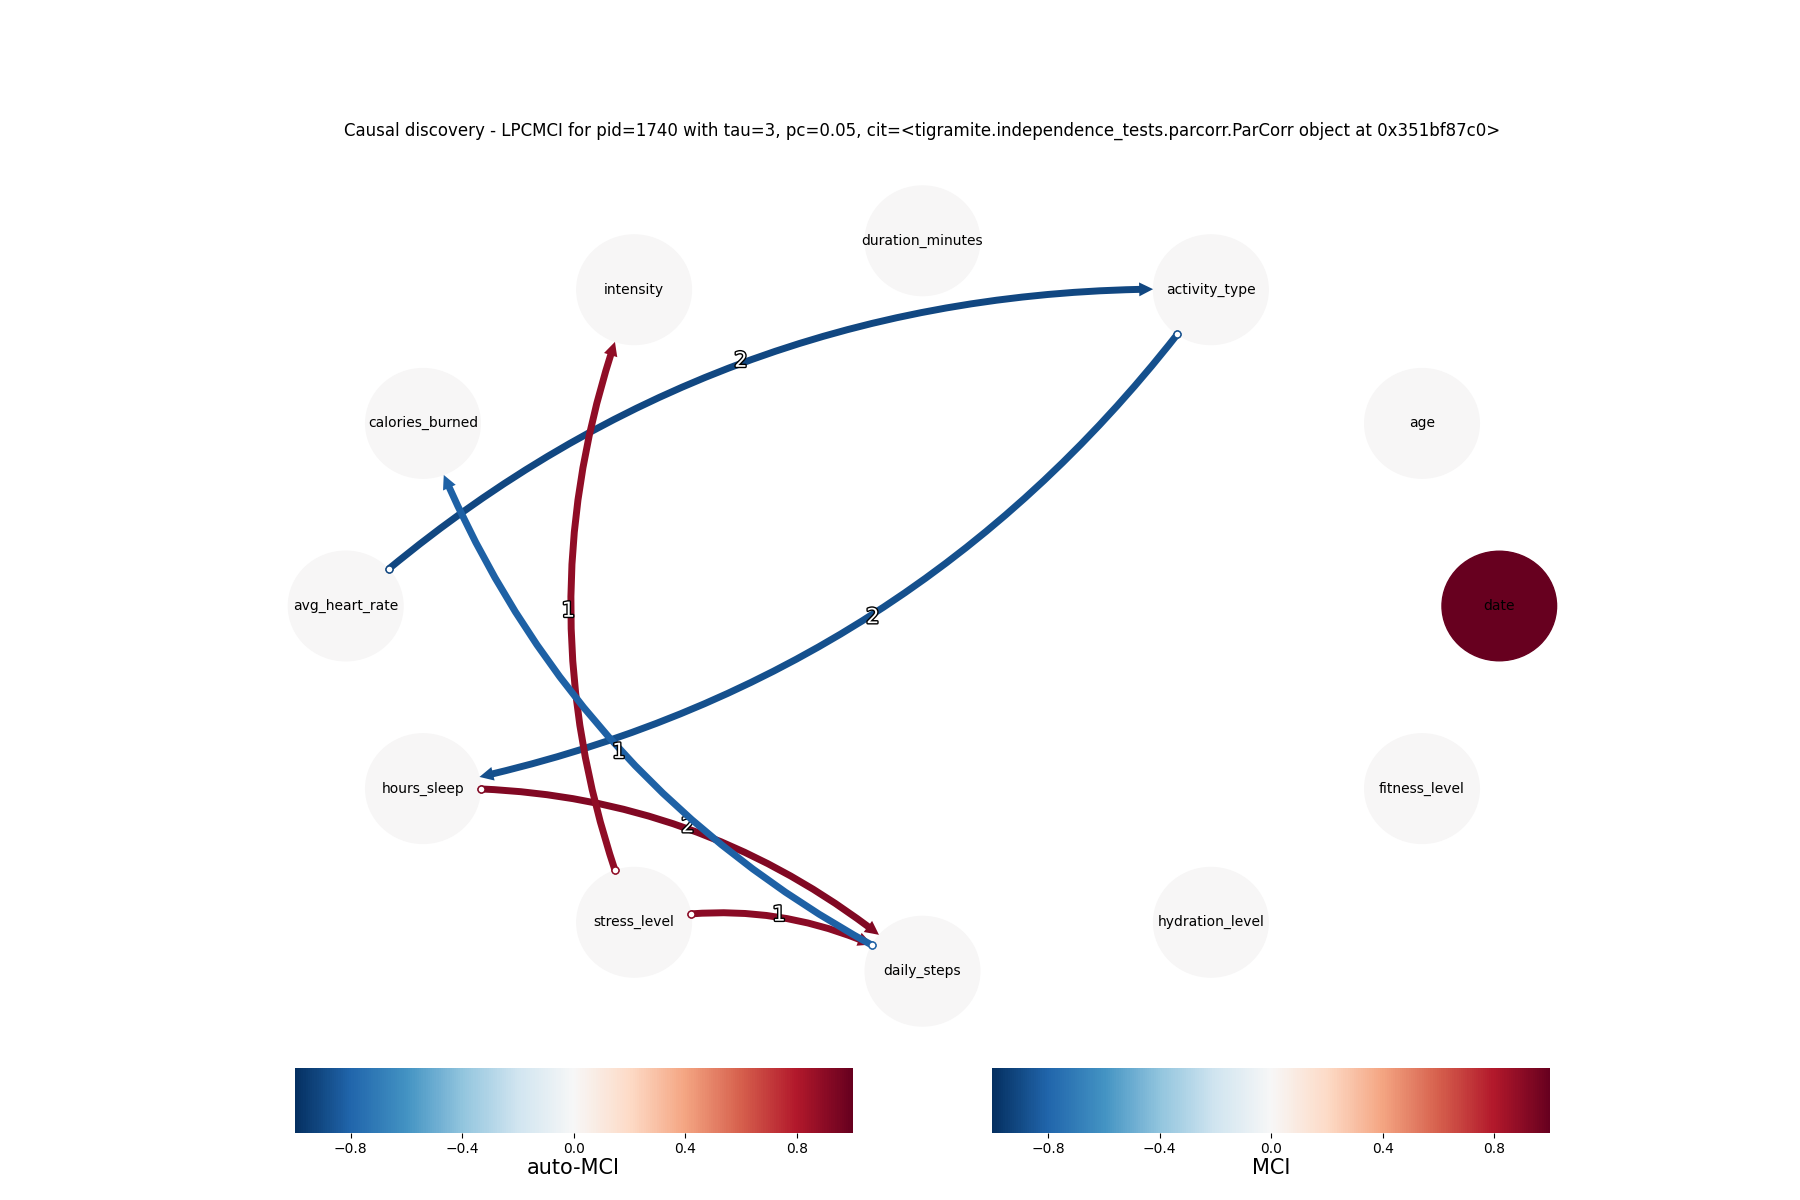 Causal discovery - LPCMCI for pid=1740 with tau=3, pc=0.05, cit=<tigramite.independence_tests.parcorr.ParCorr object at 0x351bf87c0>
duration_minutes
intensity
activity_type
2
calories_burned
age
avg_heart_rate
1
2
date
1
hours_sleep
2
fitness_level
stress_level
1
hydration_level
daily_steps
−0.8 −0.4 0.0 0.4 0.8
auto-MCI
−0.8 −0.4 0.0 0.4 0.8
MCI